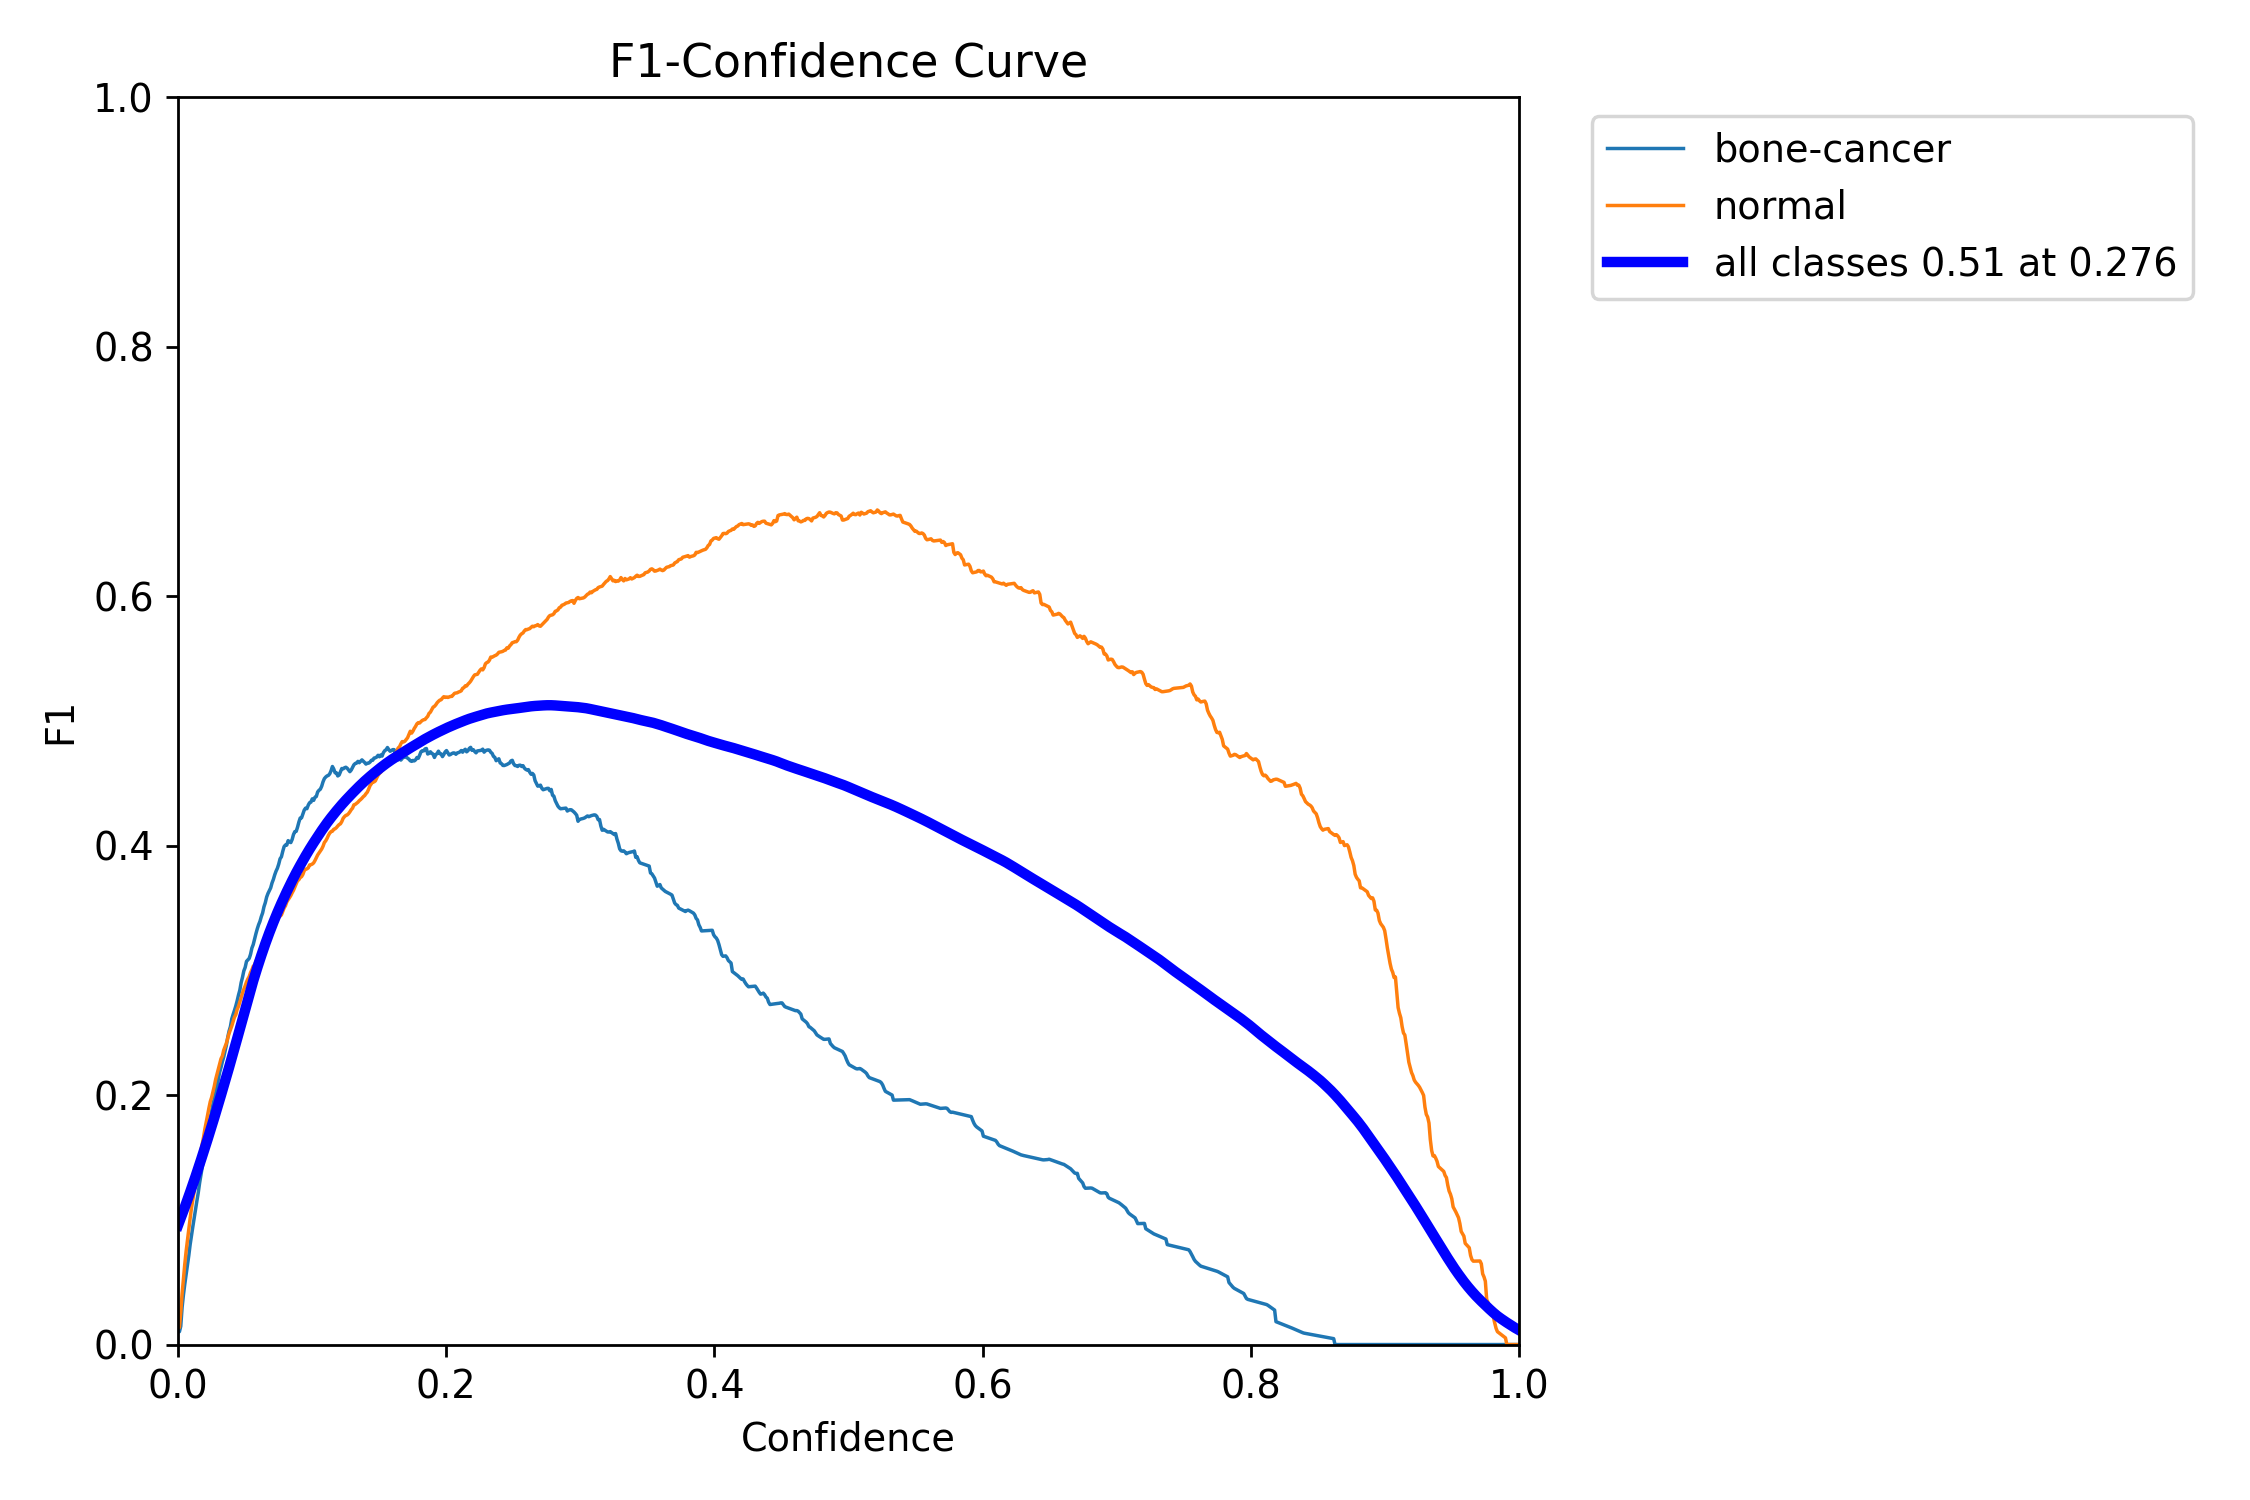 F1-Confidence Curve
1.0
0.8
0.6
0.4
0.2
0.0
F1
0.0 0.2 0.4 0.6 0.8 1.0
Confidence
bone-cancer
normal
all classes 0.51 at 0.276